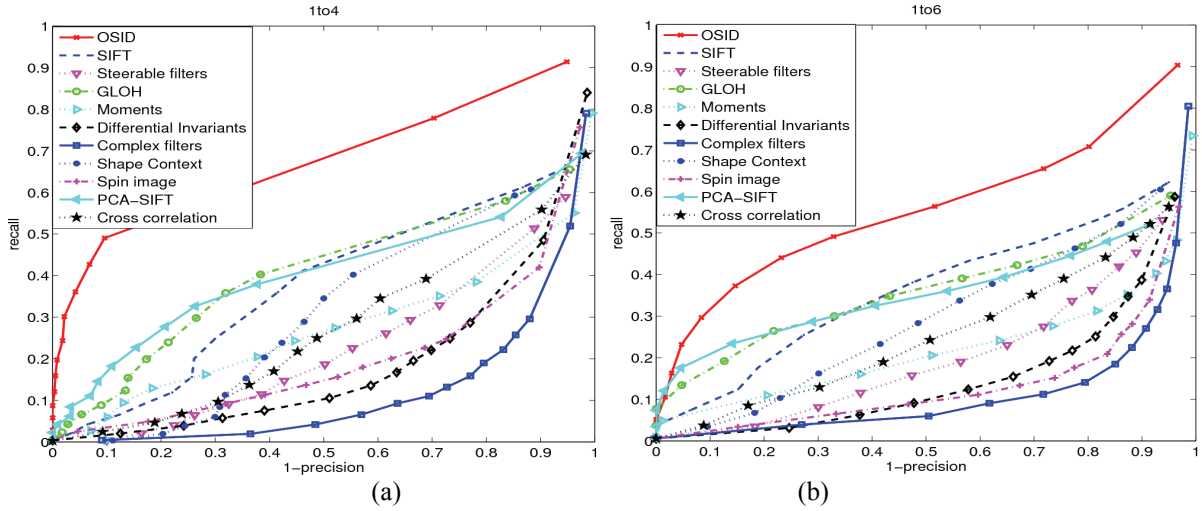 1to4
1
0.9
0.8
0.7
0.6
0.5
0.4
0.3
0.2
0.1
0
recall
OSID
SIFT
Steerable filters
GLOH
Moments
Differential Invariants
Complex filters
Shape Context
Spin image
PCA−SIFT
Cross correlation
0 0.1 0.2 0.3 0.4 0.5 0.6 0.7 0.8 0.9 1
1−precision
(a)
1to6
1
0.9
0.8
0.7
0.6
0.5
0.4
0.3
0.2
0.1
0
recall
OSID
SIFT
Steerable filters
GLOH
Moments
Differential Invariants
Complex filters
Shape Context
Spin image
PCA−SIFT
Cross correlation
0 0.1 0.2 0.3 0.4 0.5 0.6 0.7 0.8 0.9 1
1−precision
(b)